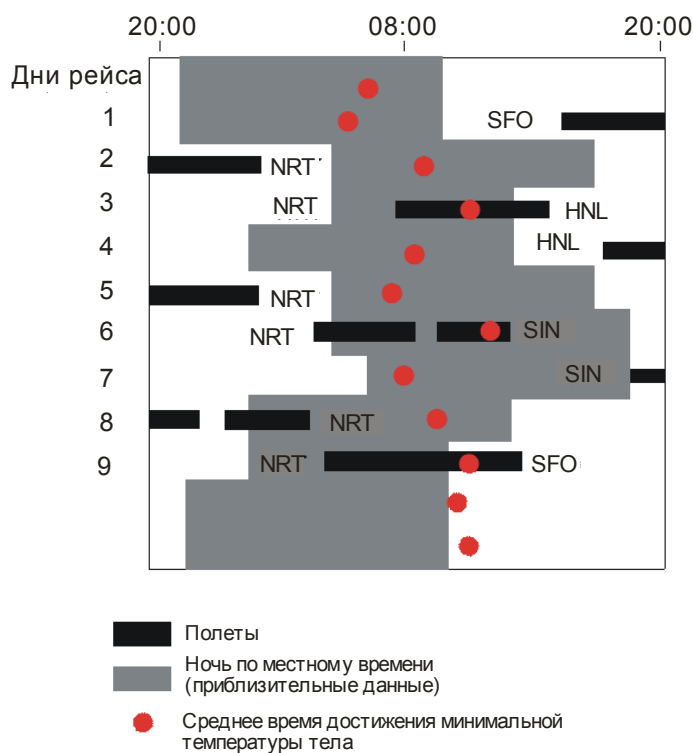 20:00 08:00 20:00
Дни рейса
1 SFO
2 NRT
3 NRT HNL
4 HNL
5 NRT
6 NRT SIN
7 SIN
8 NRT
9 NRT SFO
Полеты
Ночь по местному времени
(приблизительные данные)
Среднее время достижения минимальной
температуры тела